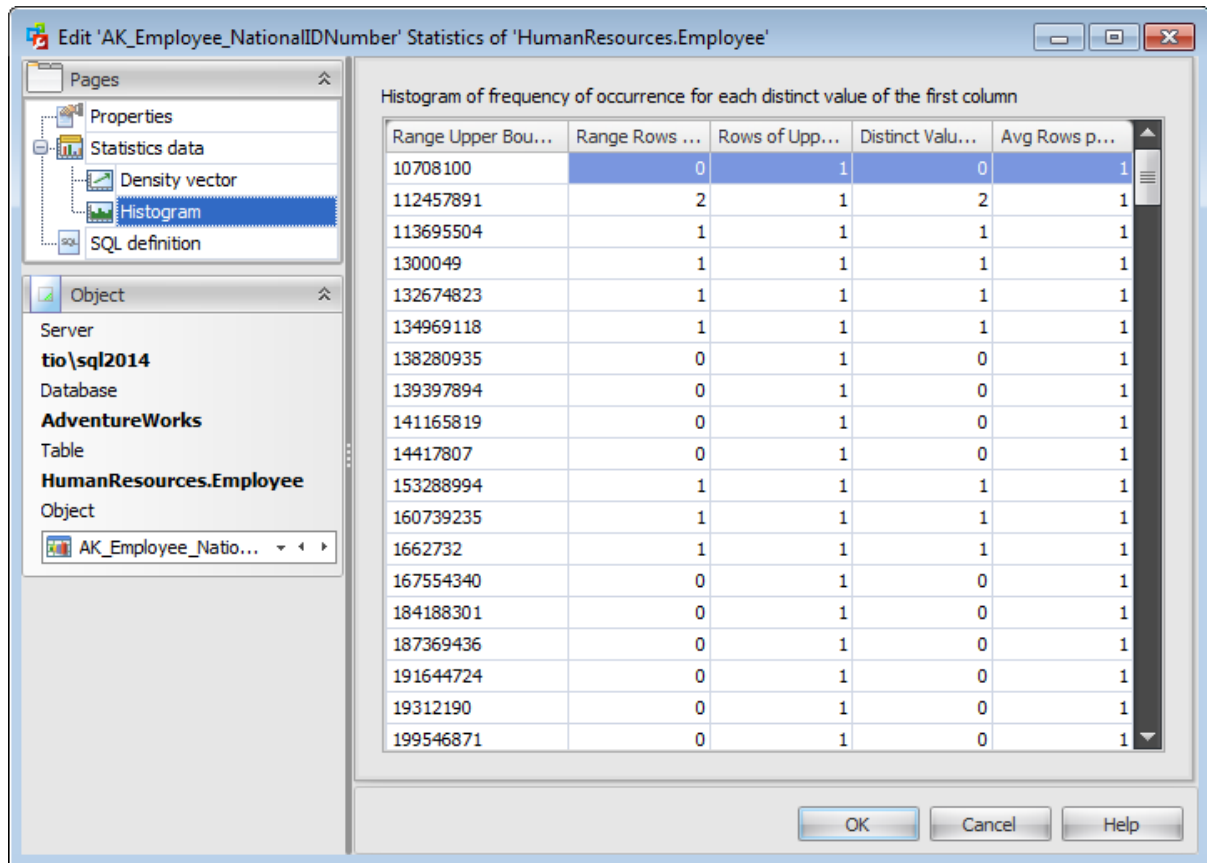 Edit 'AK_Employee_NationalIDNumber' Statistics of 'HumanResources.Employee'
Pages
Properties
Statistics data
Density vector
Histogram
SQL
SQL definition
Object
Server
tio\sql2014
Database
AdventureWorks
Table
HumanResources.Employee
Object
AK_Employee_Natio...
Histogram of frequency of occurrence for each distinct value of the first column
Range Upper Bou... Range Rows ... Rows of Upp... Distinct Valu... Avg Rows p...
10708100 0 1 0 1
112457891 2 1 2 1
113695504 1 1 1 1
1300049 1 1 1 1
132674823 1 1 1 1
134969118 1 1 1 1
138280935 0 1 0 1
139397894 0 1 0 1
141165819 0 1 0 1
14417807 0 1 0 1
153288994 1 1 1 1
160739235 1 1 1 1
1662732 1 1 1 1
167554340 0 1 0 1
184188301 0 1 0 1
187369436 0 1 0 1
191644724 0 1 0 1
19312190 0 1 0 1
199546871 0 1 0 1
OK Cancel Help